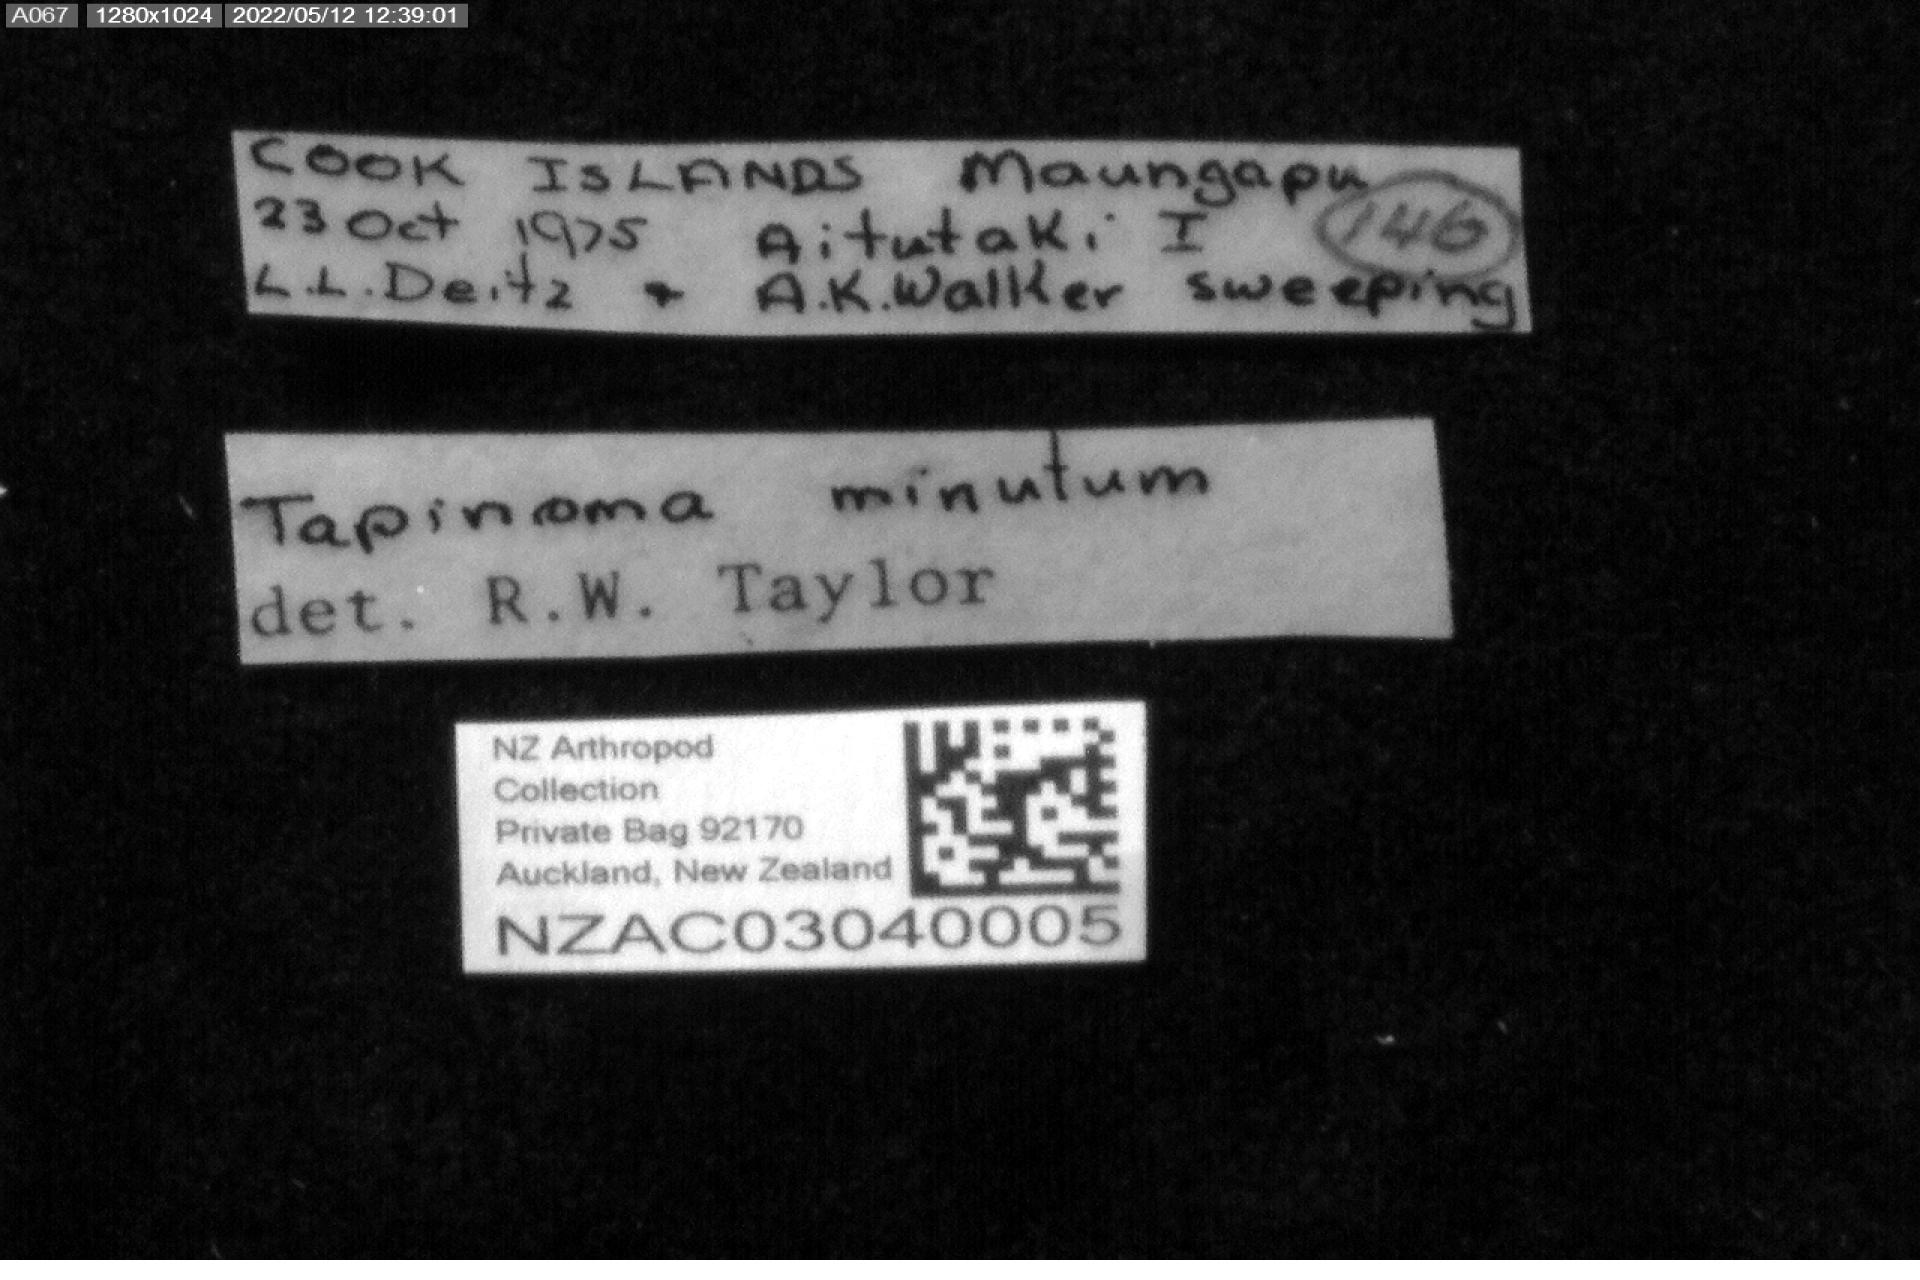 A067 1280x1024 2022/05/12 12:39:01
COOK ISLANDS Maungapu
23 Oct 1975 Aitutaki I 146
L.L.Deitz + A.K.Walker sweeping
Tapinoma minutum
det. R.W. Taylor
NZ Arthropod
Collection
Private Bag 92170
Auckland, New Zealand
NZAC03040005